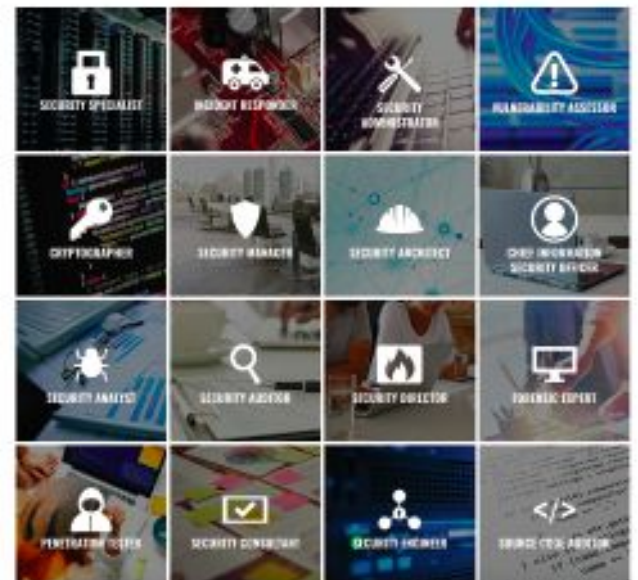 SECURITY SPECIALIST
INCIDENT RESPONDER
SECURITY
ADMINISTRATOR
VULNERABILITY ASSESSOR
CRYPTOGRAPHER
SECURITY MANAGER
SECURITY ARCHITECT
CHIEF INFORMATION
SECURITY OFFICER
SECURITY ANALYST
SECURITY AUDITOR
SECURITY DIRECTOR
FORENSIC EXPERT
PENETRATION TESTER
SECURITY CONSULTANT
SECURITY ENGINEER
</>
SOURCE CODE AUDITOR